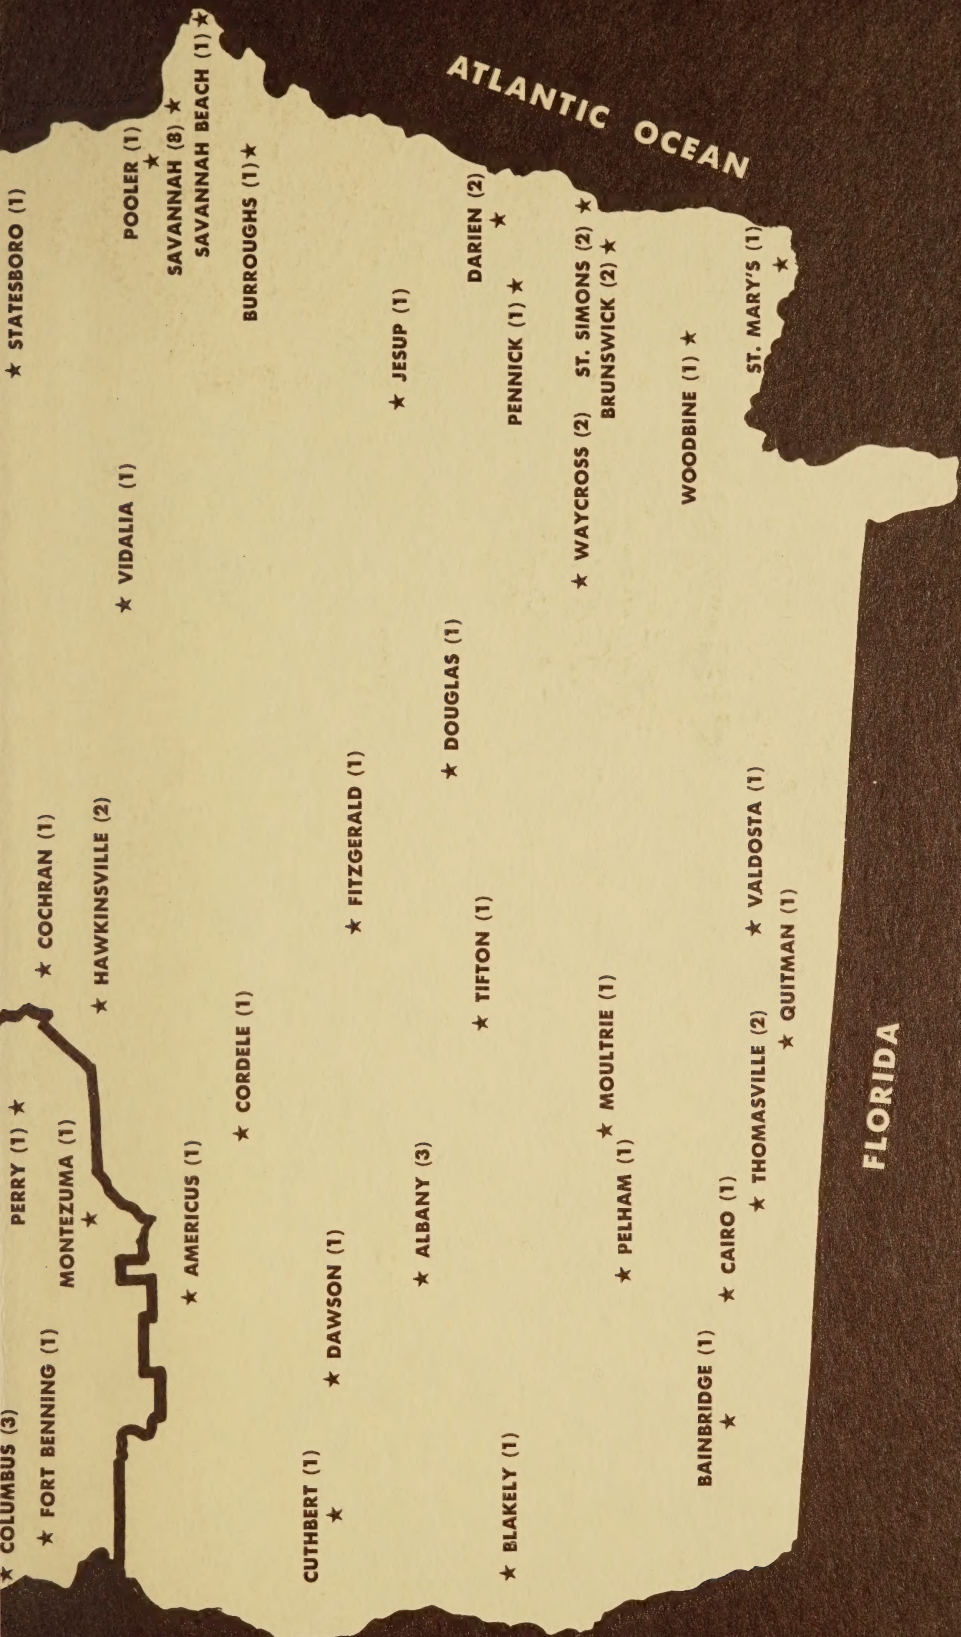 ★ STATESBORO (1)
POOLER (1)
★
SAVANNAH (8) ★
SAVANNAH BEACH (1) ★
BURROUGHS (1) ★
★ VIDALIA (1)
★ COCHRAN (1)
★ HAWKINSVILLE (2)
PERRY (1) ★
MONTEZUMA (1)
★
★ COLUMBUS (3)
★ FORT BENNING (1)
★ AMERICUS (1)
★ CORDELE (1)
CUTHBERT (1)
★
★ DAWSON (1)
★ FITZGERALD (1)
★ JESUP (1)
★ ALBANY (3)
★ DOUGLAS (1)
DARIEN (2)
★
★ TIFTON (1)
★ BLAKELY (1)
PENNICK (1) ★
★ WAYCROSS (2)
ST. SIMONS (2) ★
BRUNSWICK (2) ★
★ MOULTRIE (1)
★ PELHAM (1)
WOODBINE (1) ★
BAINBRIDGE (1)
★
★ CAIRO (1)
★ THOMASVILLE (2)
★ VALDOSTA (1)
ST. MARY'S (1)
★
★ QUITMAN (1)
ATLANTIC OCEAN
FLORIDA